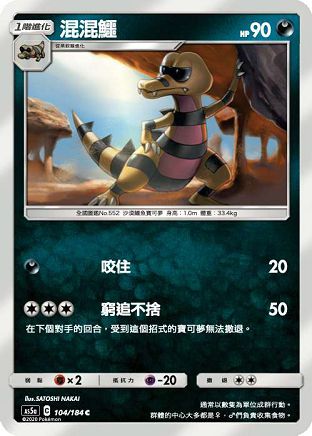 1階進化 混混鱷 HP 90
從黑眼鱷進化
全國圖鑑No.552 沙漠鱷魚寶可夢 身高：1.0m 體重：33.4kg
咬住 20
窮追不捨 50
在下個對手的回合，受到這個招式的寶可夢無法撤退。
弱點 ×2 抵抗力 -20 撤退
Illus. SATOSHI NAKAI
AS5a C 104/184 C
©2020 Pokémon
通常以數隻為單位成群行動。
群體的中心大多都是♀，♂們負責收集食物。